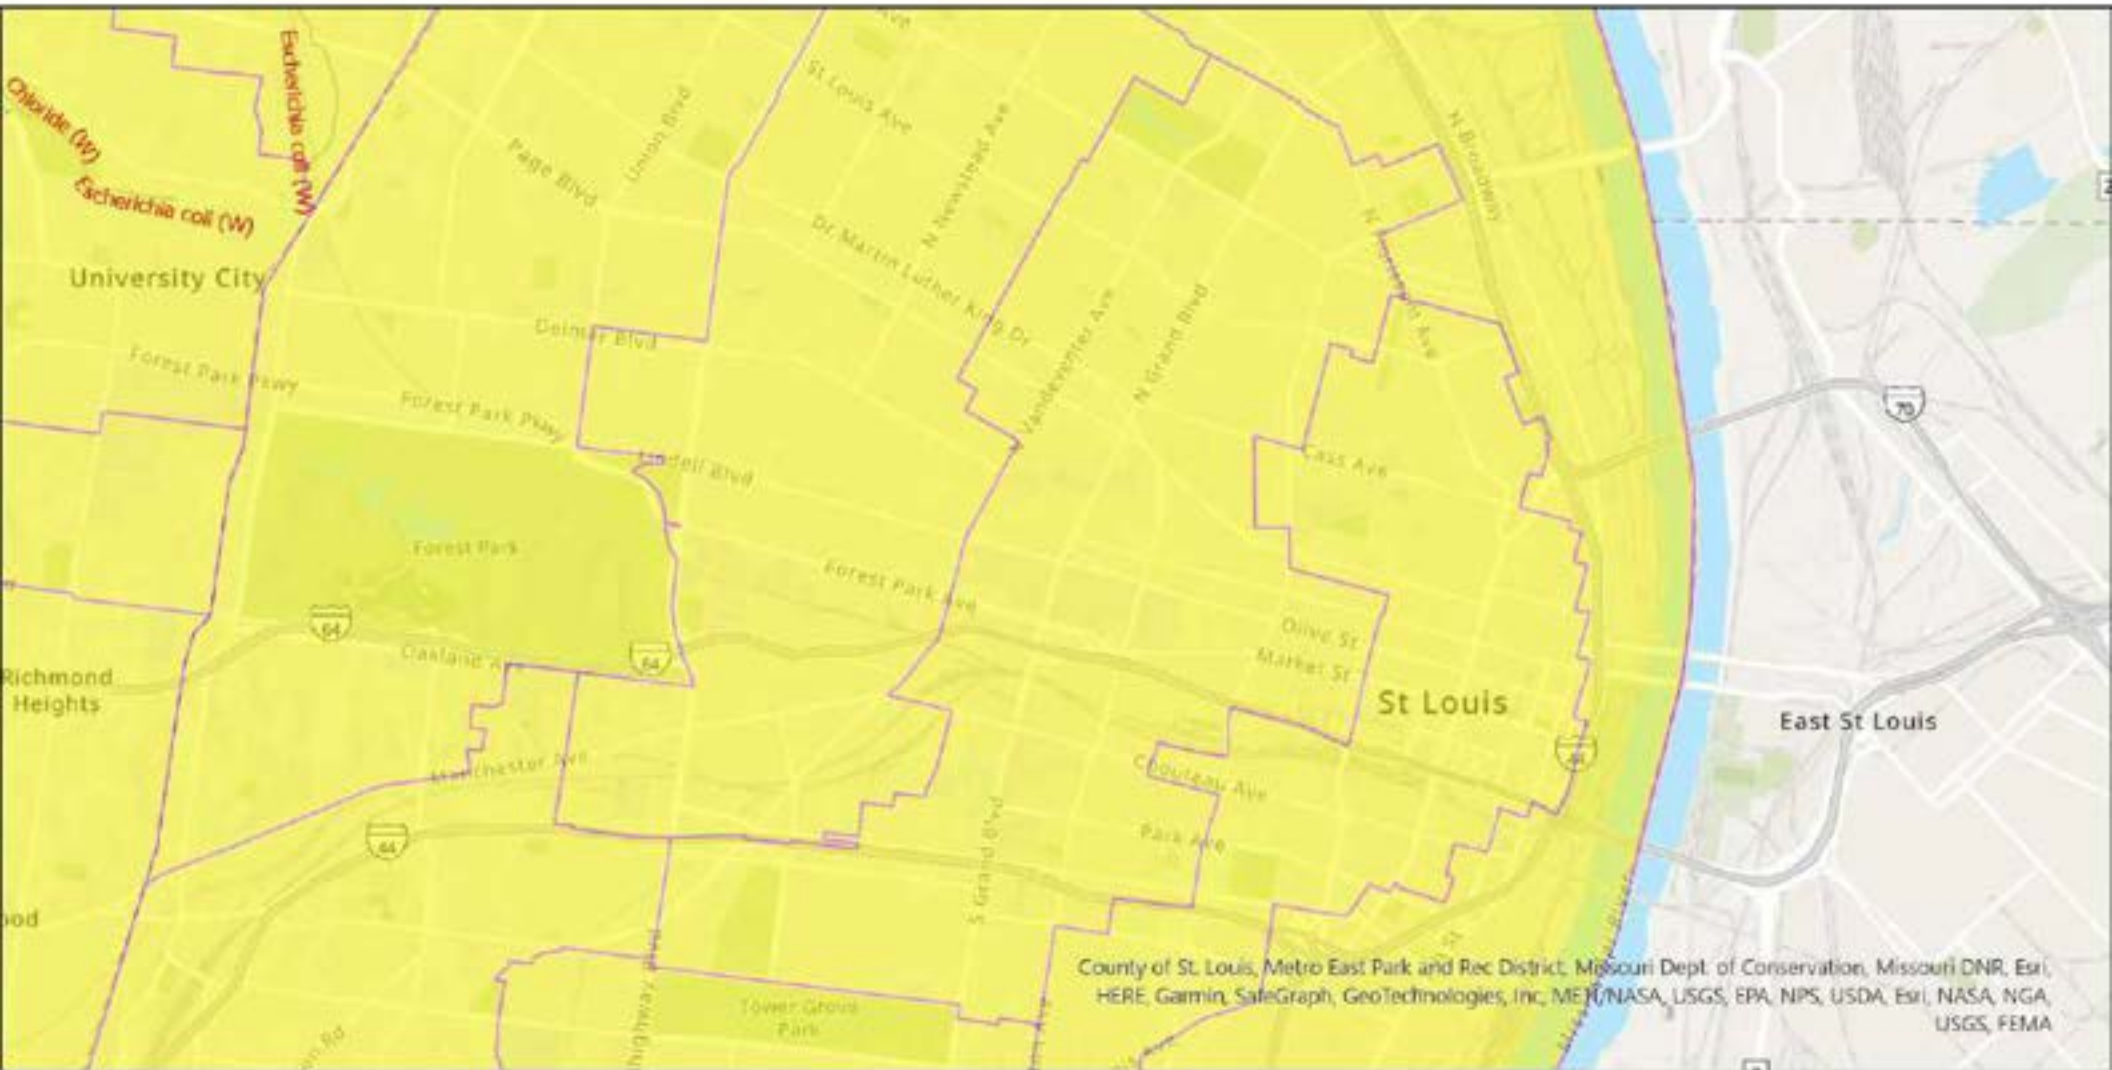 St Louis Ave
N Broadway
Escherichia coli (W)
Chloride (W)
Union Blvd
N Newstead Ave
Page Blvd
Escherichia coli (W)
Dr Martin Luther King Dr
University City
Delmar Blvd
Vandeventer Ave
N Grand Blvd
Forest Park Pkwy
Forest Park Pkwy
70
Lindell Blvd
Cass Ave
Forest Park
Forest Park Ave
64
Olive St
Oakland Ave
64
Market St
Richmond
Heights
St Louis
East St Louis
44
Manchester Ave
Chouteau Ave
44
Park Ave
S Grand Blvd
County of St. Louis, Metro East Park and Rec District, Missouri Dept. of Conservation, Missouri DNR, Esri,
HERE, Garmin, SafeGraph, GeoTechnologies, Inc, METI/NASA, USGS, EPA, NPS, USDA, Esri, NASA, NGA,
USGS, FEMA
Tower Grove
Park